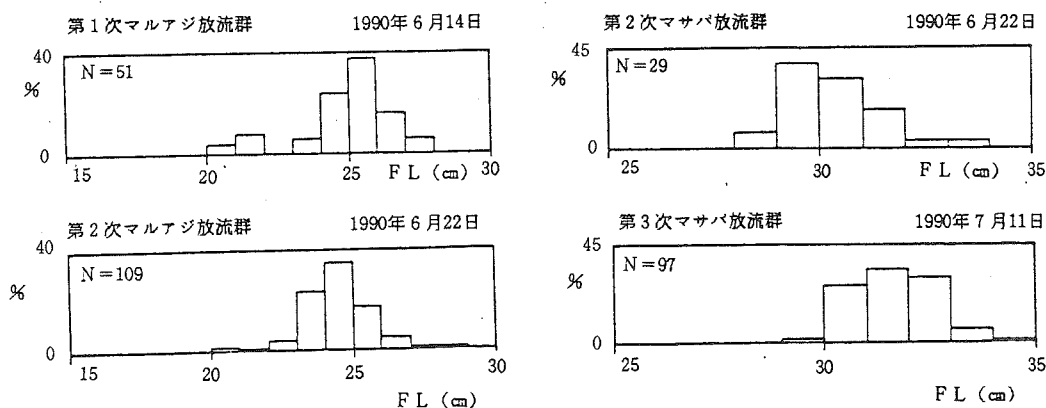 第1次マルアジ放流群 1990年6月14日
40
%
N=51
0
15 20 25 FL (㎝) 30
第2次マサバ放流群 1990年6月22日
45
%
N=29
0
25 30 FL (㎝) 35
第2次マルアジ放流群 1990年6月22日
40
%
N=109
0
15 20 25 30
FL (㎝)
第3次マサバ放流群 1990年7月11日
45
%
N=97
0
25 30 35
FL (㎝)